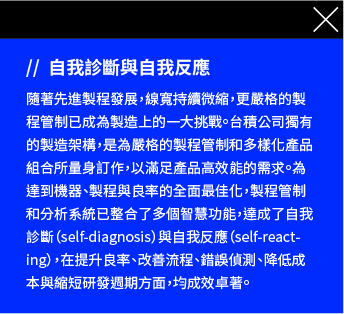 // 自我診斷與自我反應
隨著先進製程發展，線寬持續微縮，更嚴格的製
程管制已成為製造上的一大挑戰。台積公司獨有
的製造架構，是為嚴格的製程管制和多樣化產品
組合所量身訂作，以滿足產品高效能的需求。為
達到機器、製程與良率的全面最佳化，製程管制
和分析系統已整合了多個智慧功能，達成了自我
診斷（self-diagnosis）與自我反應（self-react-
ing），在提升良率、改善流程、錯誤偵測、降低成
本與縮短研發週期方面，均成效卓著。